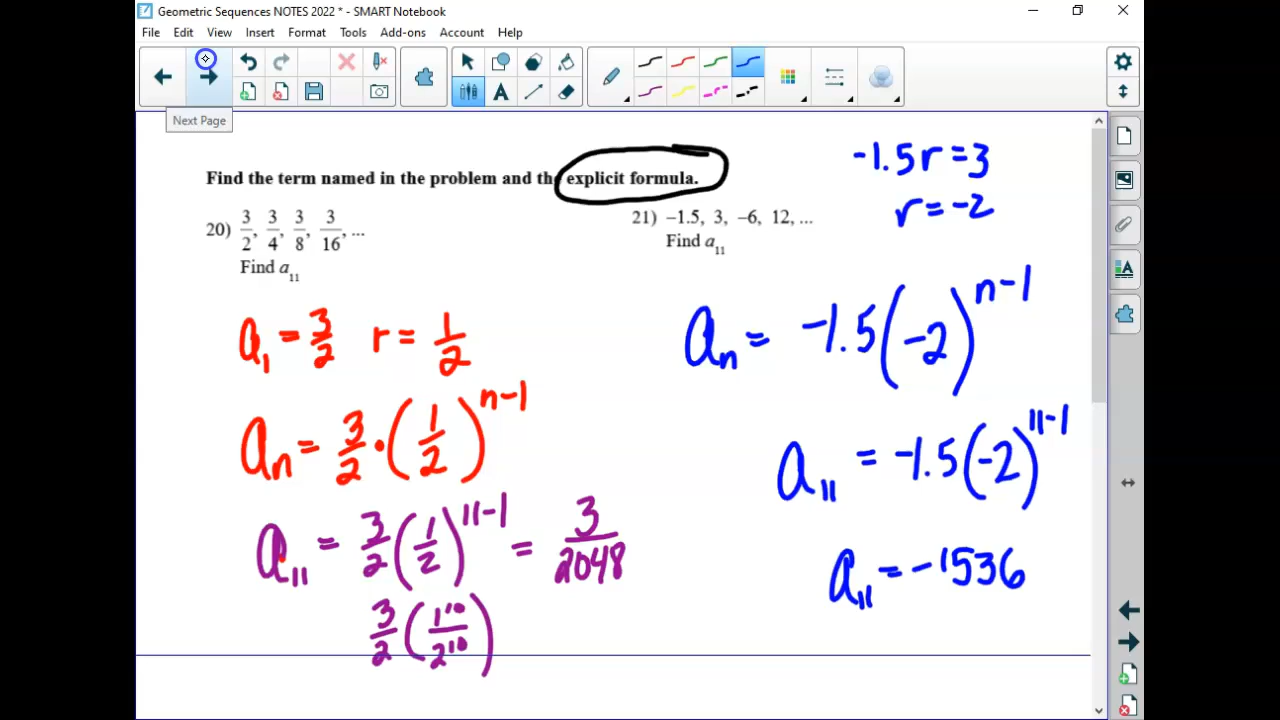 Geometric Sequences NOTES 2022 * - SMART Notebook
File Edit View Insert Format Tools Add-ons Account Help
Next Page
Find the term named in the problem and the explicit formula.
20) 3/2, 3/4, 3/8, 3/16, ...
Find a₁₁
a₁ = 3/2 r = 1/2
aₙ = 3/2 · (1/2)ⁿ⁻¹
a₁₁ = 3/2 (1/2)¹¹⁻¹ = 3/2048
3/2 (1¹⁰/2¹⁰)
21) −1.5, 3, −6, 12, ...
Find a₁₁
-1.5r = 3
r = -2
aₙ = -1.5(-2)ⁿ⁻¹
a₁₁ = -1.5(-2)¹¹⁻¹
a₁₁ = -1536